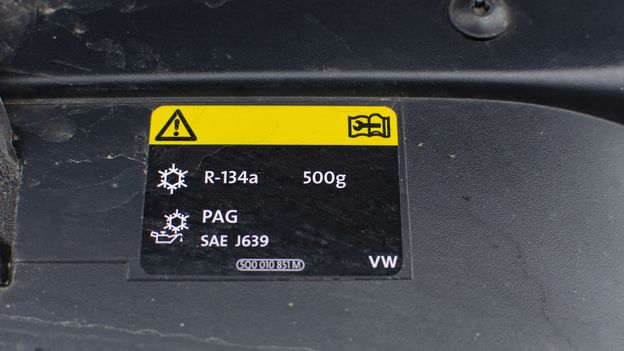 R-134a 500g
PAG
SAE J639
5Q0 010 851 M
VW